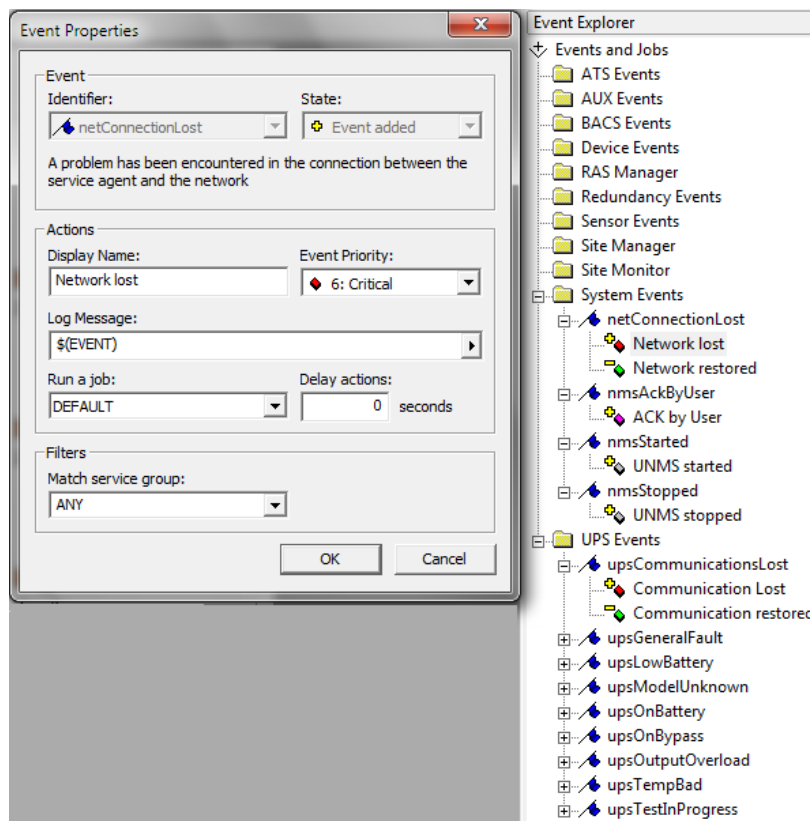 Event Properties
Event
Identifier:
State:
netConnectionLost
Event added
A problem has been encountered in the connection between the
service agent and the network
Actions
Display Name:
Event Priority:
Network lost
6: Critical
Log Message:
$(EVENT)
Run a job:
Delay actions:
DEFAULT
0 seconds
Filters
Match service group:
ANY
OK
Cancel
Event Explorer
Events and Jobs
ATS Events
AUX Events
BACS Events
Device Events
RAS Manager
Redundancy Events
Sensor Events
Site Manager
Site Monitor
System Events
netConnectionLost
Network lost
Network restored
nmsAckByUser
ACK by User
nmsStarted
UNMS started
nmsStopped
UNMS stopped
UPS Events
upsCommunicationsLost
Communication Lost
Communication restored
upsGeneralFault
upsLowBattery
upsModelUnknown
upsOnBattery
upsOnBypass
upsOutputOverload
upsTempBad
upsTestInProgress